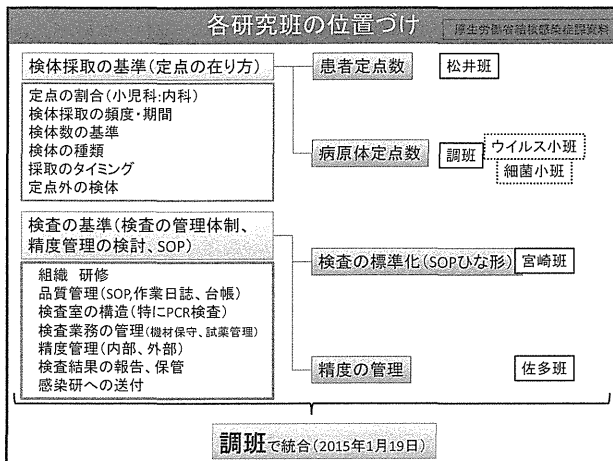 各研究班の位置づけ
厚生労働省結核感染症課資料
検体採取の基準(定点の在り方)
患者定点数
松井班
定点の割合(小児科:内科)
検体採取の頻度・期間
検体数の基準
検体の種類
採取のタイミング
定点外の検体
病原体定点数
調班
ウイルス小班
細菌小班
検査の基準(検査の管理体制、
精度管理の検討、SOP)
検査の標準化(SOPひな形)
宮崎班
組織 研修
品質管理(SOP,作業日誌、台帳)
検査室の構造(特にPCR検査)
検査業務の管理(機材保守、試薬管理)
精度管理(内部、外部)
検査結果の報告、保管
感染研への送付
精度の管理
佐多班
調班で統合(2015年1月19日)